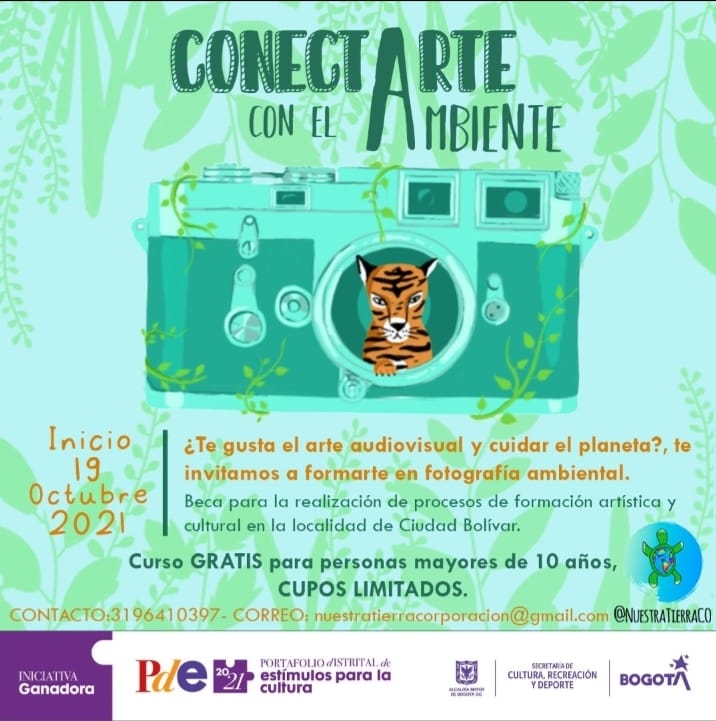 CONECTARTE
CON EL AMBIENTE
Inicio
19
Octubre
2021
¿Te gusta el arte audiovisual y cuidar el planeta?, te
invitamos a formarte en fotografía ambiental.
Beca para la realización de procesos de formación artística y
cultural en la localidad de Ciudad Bolívar.
Curso GRATIS para personas mayores de 10 años,
CUPOS LIMITADOS.
CONTACTO:3196410397- CORREO: nuestratierracorporacion@gmail.com @NUESTRATIERRACO
INICIATIVA
Ganadora
PdE 2021
PORTAFOLIO dISTRITAL de
estímulos para la
cultura
ALCALDÍA MAYOR
DE BOGOTÁ D.C.
SECRETARÍA DE
CULTURA, RECREACIÓN
Y DEPORTE
BOGOTÁ